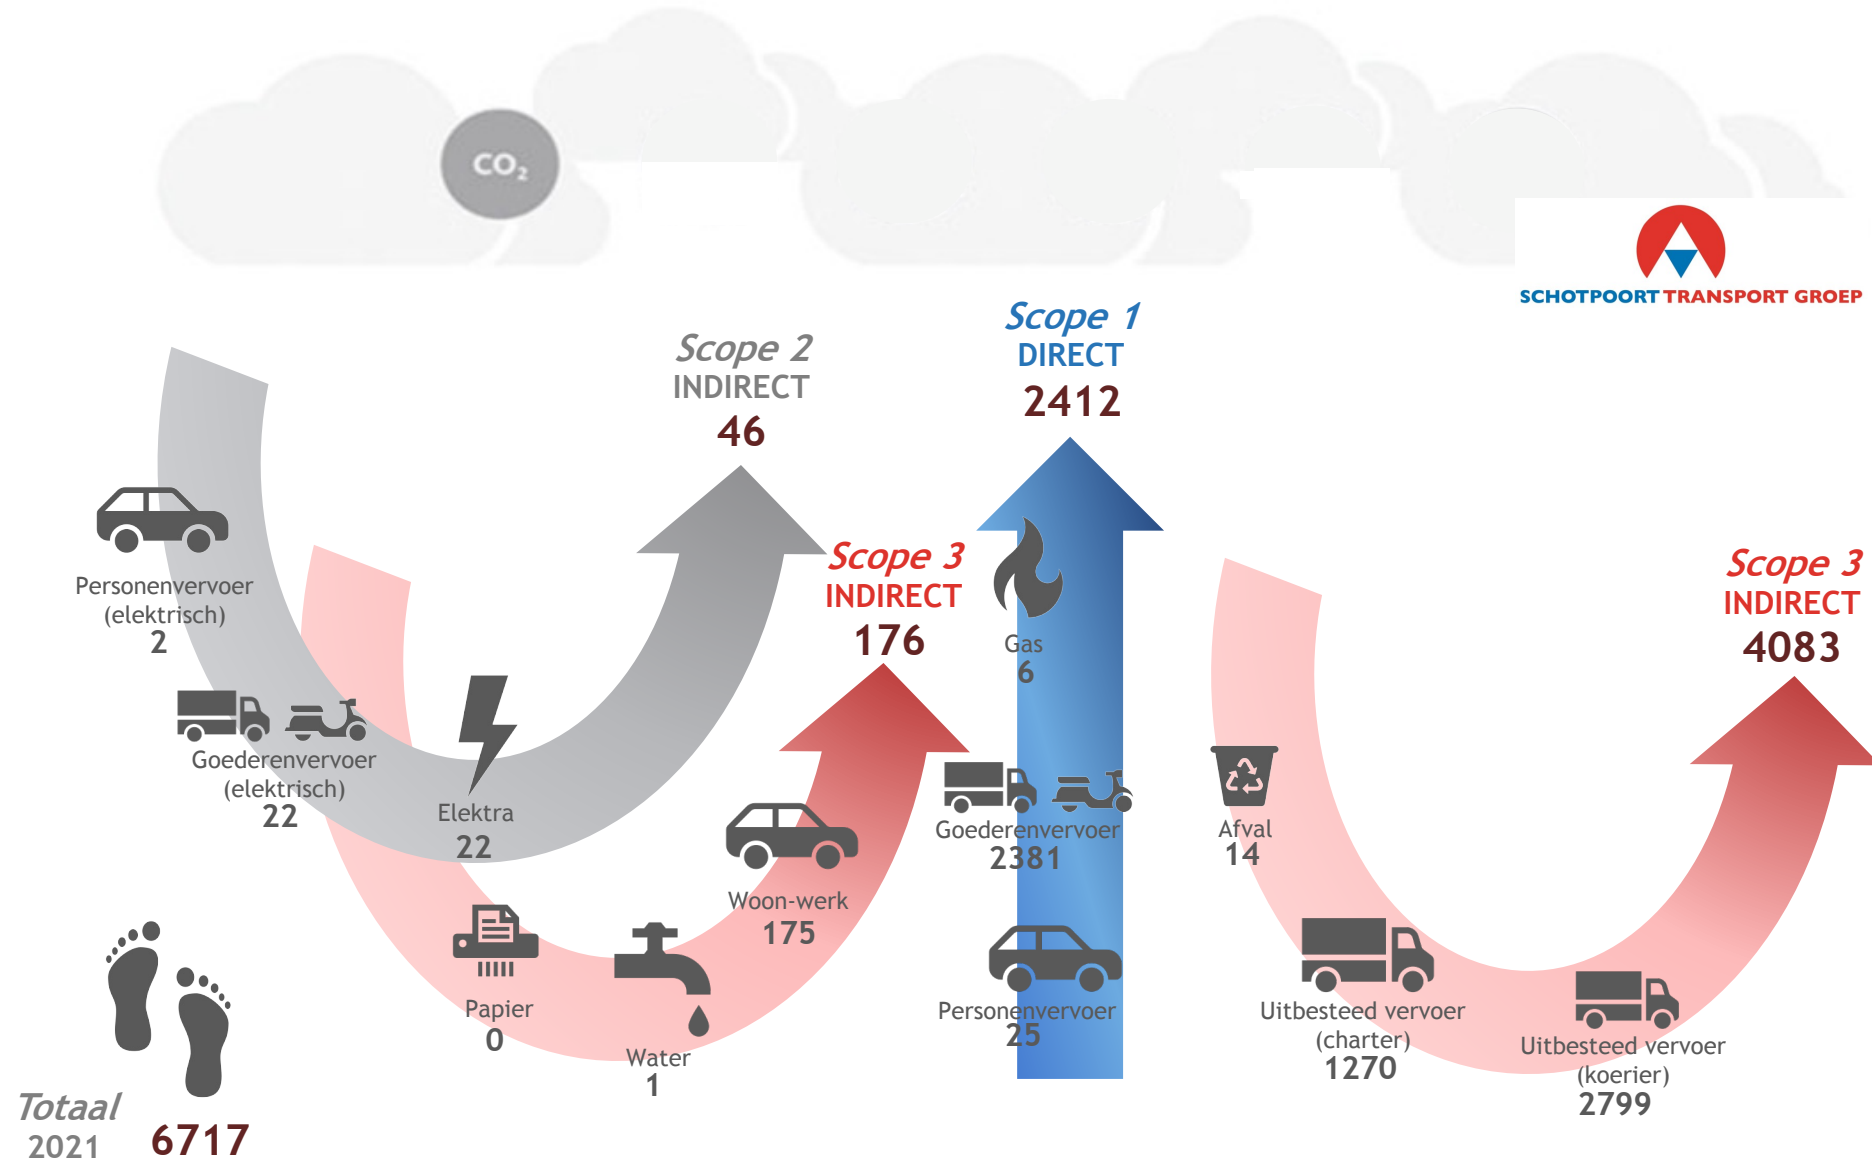 CO₂
SCHOTPOORT TRANSPORT GROEP
Scope 2
INDIRECT
46
Personenvervoer
(elektrisch)
2
Goederenvervoer
(elektrisch)
22
Elektra
22
Scope 3
INDIRECT
176
Papier
0
Water
1
Woon-werk
175
Scope 1
DIRECT
2412
Gas
6
Goederenvervoer
2381
Personenvervoer
25
Scope 3
INDIRECT
4083
Afval
14
Uitbesteed vervoer
(charter)
1270
Uitbesteed vervoer
(koerier)
2799
Totaal
2021 6717